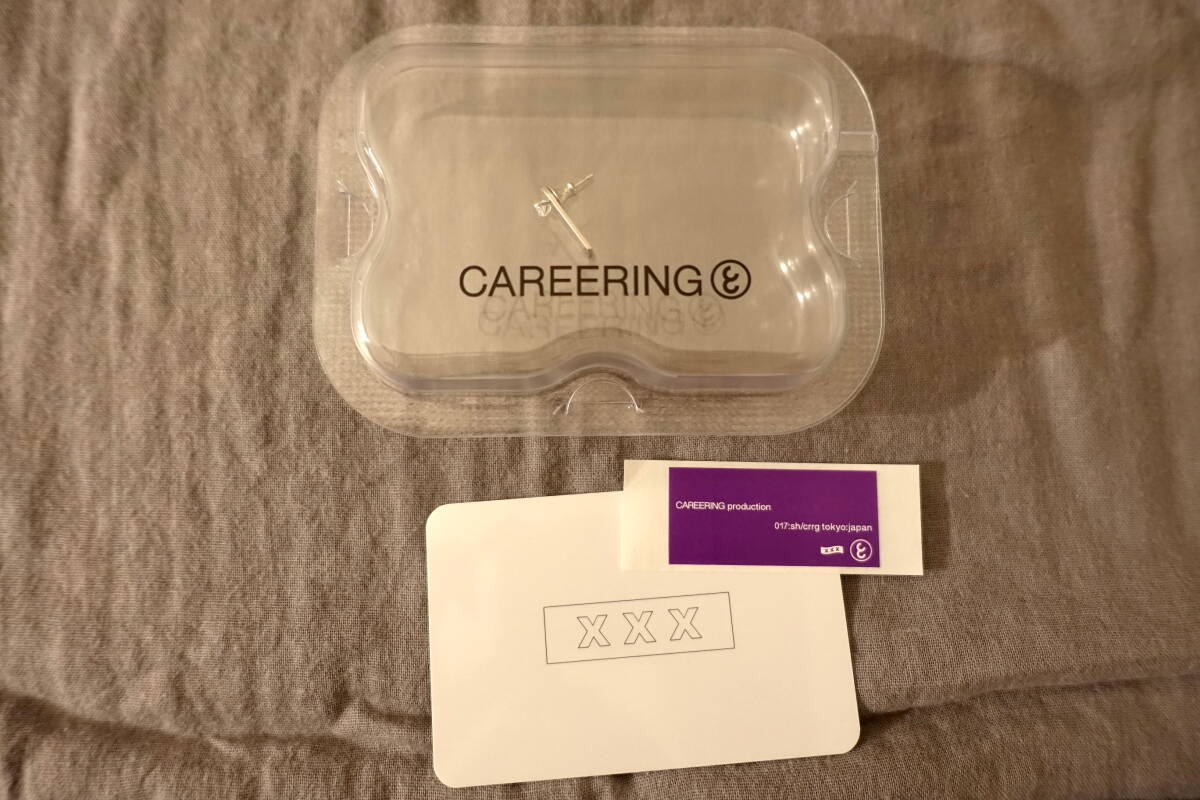 CAREERING
CAREERING production
017:sh/crrg tokyo:japan
XXX
XXX